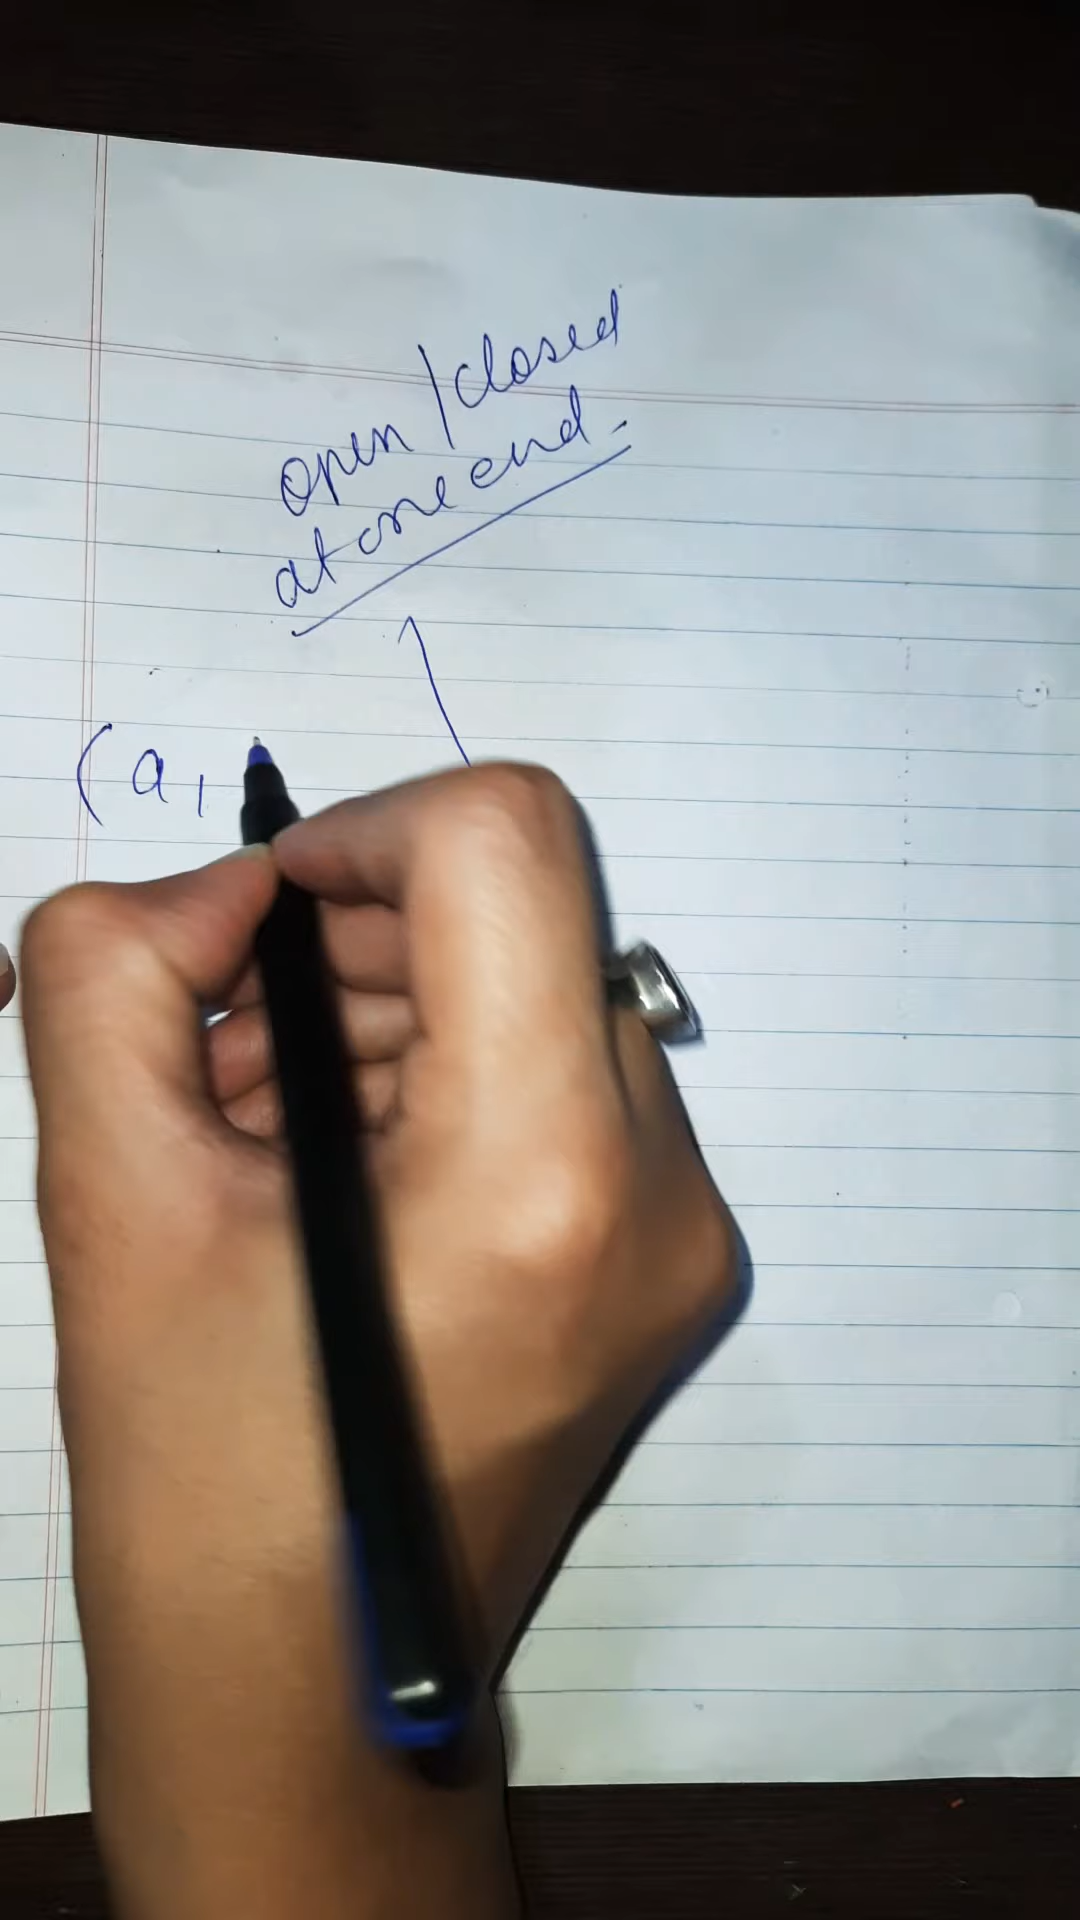 open/closed
at one end.
(a,